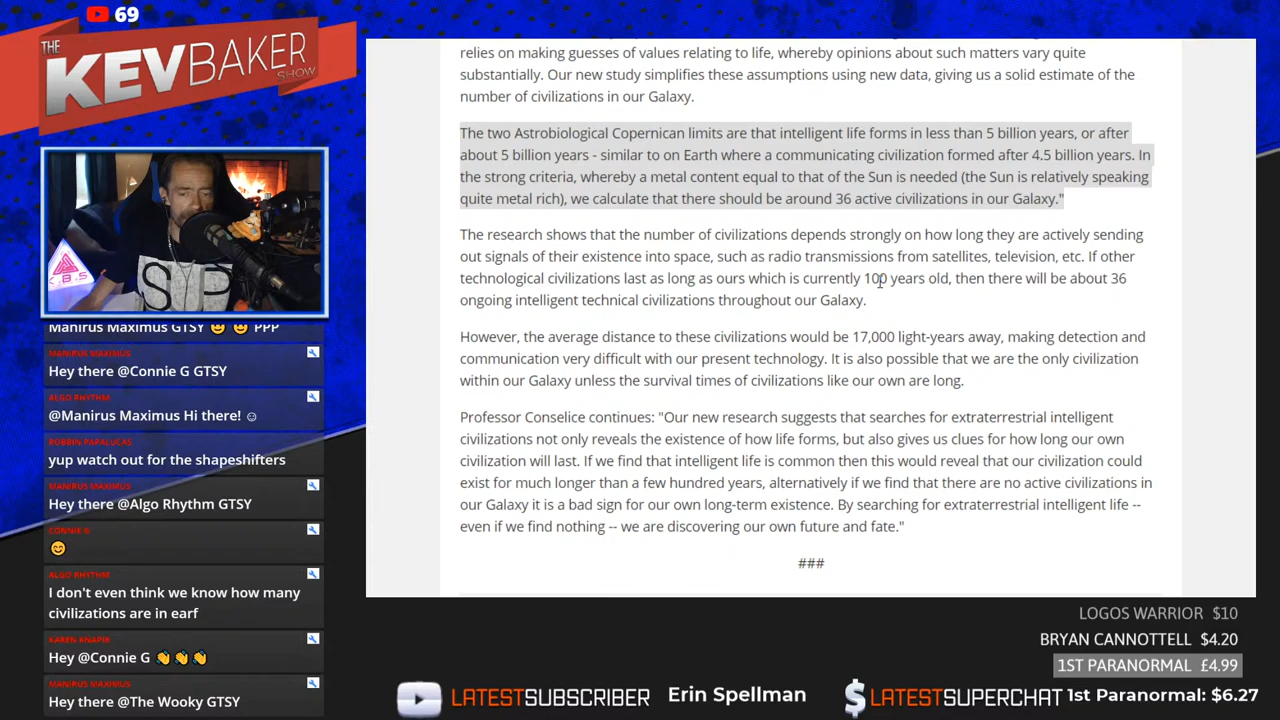 69
THE
KEVBAKER
SHOW
relies on making guesses of values relating to life, whereby opinions about such matters vary quite
substantially. Our new study simplifies these assumptions using new data, giving us a solid estimate of the
number of civilizations in our Galaxy.
The two Astrobiological Copernican limits are that intelligent life forms in less than 5 billion years, or after
about 5 billion years - similar to on Earth where a communicating civilization formed after 4.5 billion years. In
the strong criteria, whereby a metal content equal to that of the Sun is needed (the Sun is relatively speaking
quite metal rich), we calculate that there should be around 36 active civilizations in our Galaxy."
The research shows that the number of civilizations depends strongly on how long they are actively sending
out signals of their existence into space, such as radio transmissions from satellites, television, etc. If other
technological civilizations last as long as ours which is currently 100 years old, then there will be about 36
ongoing intelligent technical civilizations throughout our Galaxy.
However, the average distance to these civilizations would be 17,000 light-years away, making detection and
communication very difficult with our present technology. It is also possible that we are the only civilization
within our Galaxy unless the survival times of civilizations like our own are long.
Professor Conselice continues: "Our new research suggests that searches for extraterrestrial intelligent
civilizations not only reveals the existence of how life forms, but also gives us clues for how long our own
civilization will last. If we find that intelligent life is common then this would reveal that our civilization could
exist for much longer than a few hundred years, alternatively if we find that there are no active civilizations in
our Galaxy it is a bad sign for our own long-term existence. By searching for extraterrestrial intelligent life --
even if we find nothing -- we are discovering our own future and fate."
###
KBS
Manirus Maximus GTSY 🙂 🙂 PPP
MANIRUS MAXIMUS
Hey there @Connie G GTSY
ALGO RHYTHM
@Manirus Maximus Hi there! ☺
ROBBIN PAPALUCAS
yup watch out for the shapeshifters
MANIRUS MAXIMUS
Hey there @Algo Rhythm GTSY
CONNIE G
😊
ALGO RHYTHM
I don't even think we know how many
civilizations are in earf
KAREN KNAPIK
Hey @Connie G 👏 👏 👏
MANIRUS MAXIMUS
Hey there @The Wooky GTSY
LOGOS WARRIOR $10
BRYAN CANNOTTELL $4.20
1ST PARANORMAL £4.99
LATESTSUBSCRIBER Erin Spellman
LATESTSUPERCHAT 1st Paranormal: $6.27